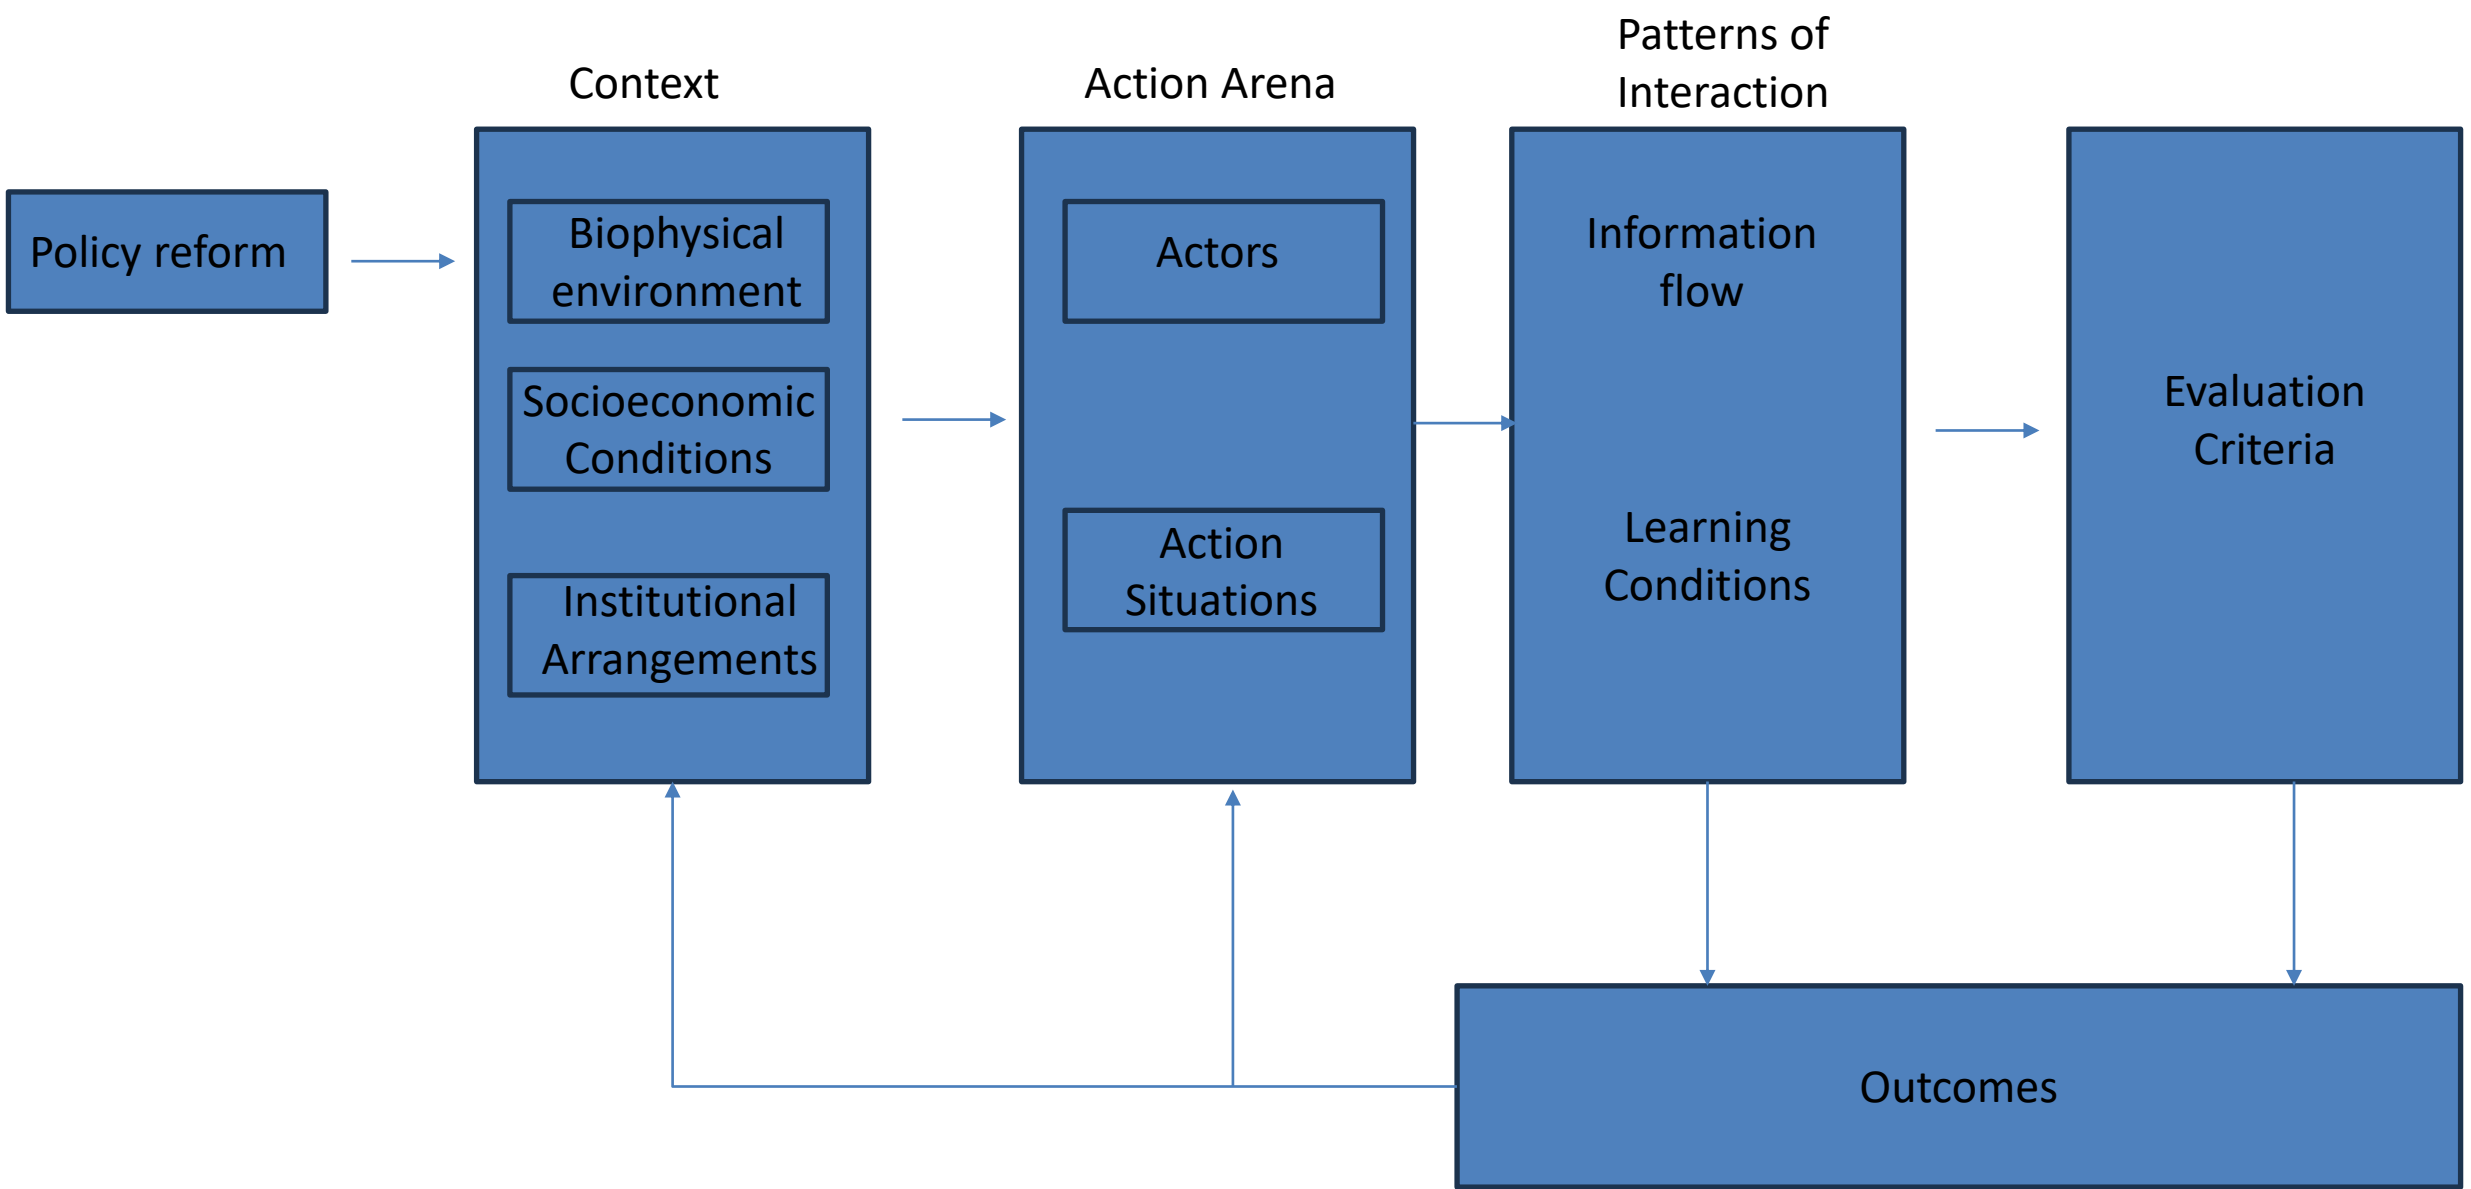 Policy reform
Context
Biophysical
environment
Socioeconomic
Conditions
Institutional
Arrangements
Action Arena
Actors
Action
Situations
Patterns of
Interaction
Information
flow
Learning
Conditions
Evaluation
Criteria
Outcomes